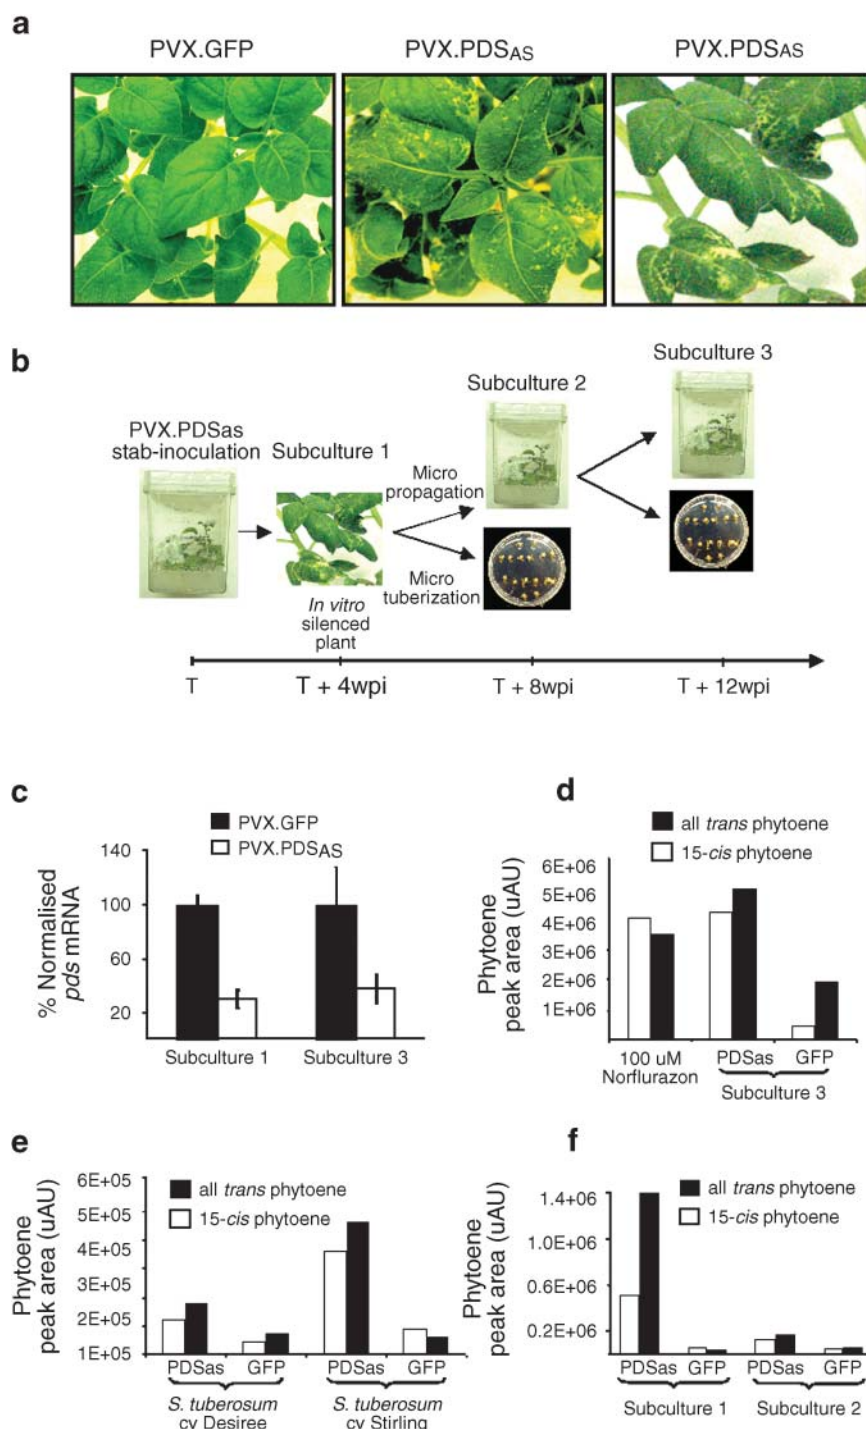 a
PVX.GFP
PVX.PDSAS
PVX.PDSAS
b
PVX.PDSas
stab-inoculation
Subculture 1
Subculture 2
Subculture 3
Micro
propagation
Micro
tuberization
In vitro
silenced
plant
T
T + 4wpi
T + 8wpi
T + 12wpi
c
PVX.GFP
PVX.PDSAS
% Normalised
pds mRNA
140
100
60
20
Subculture 1
Subculture 3
d
all trans phytoene
15-cis phytoene
Phytoene
peak area (uAU)
6E+06
5E+06
4E+06
3E+06
2E+06
1E+06
100 uM
Norflurazon
PDSas
GFP
Subculture 3
e
all trans phytoene
15-cis phytoene
Phytoene
peak area (uAU)
6E+05
5E+05
4E+05
3E+05
2E+05
1E+05
PDSas
GFP
PDSas
GFP
S. tuberosum
cv Desiree
S. tuberosum
cv Stirling
f
all trans phytoene
15-cis phytoene
Phytoene
peak area (uAU)
1.4E+06
1.0E+06
0.6E+06
0.2E+06
PDSas
GFP
PDSas
GFP
Subculture 1
Subculture 2